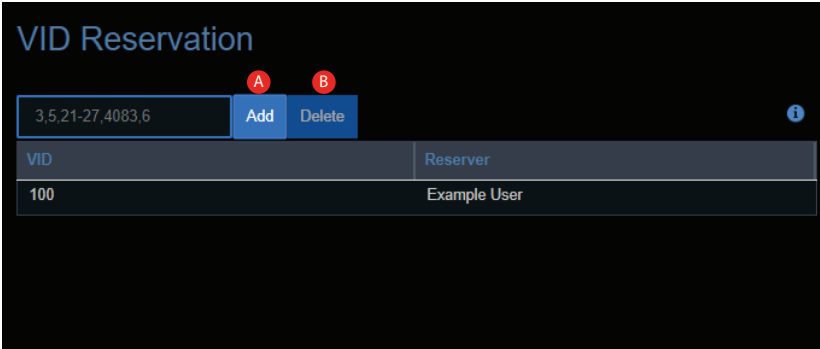 VID Reservation
A B
3,5,21-27,4083,6 Add Delete i
VID Reserver
100 Example User